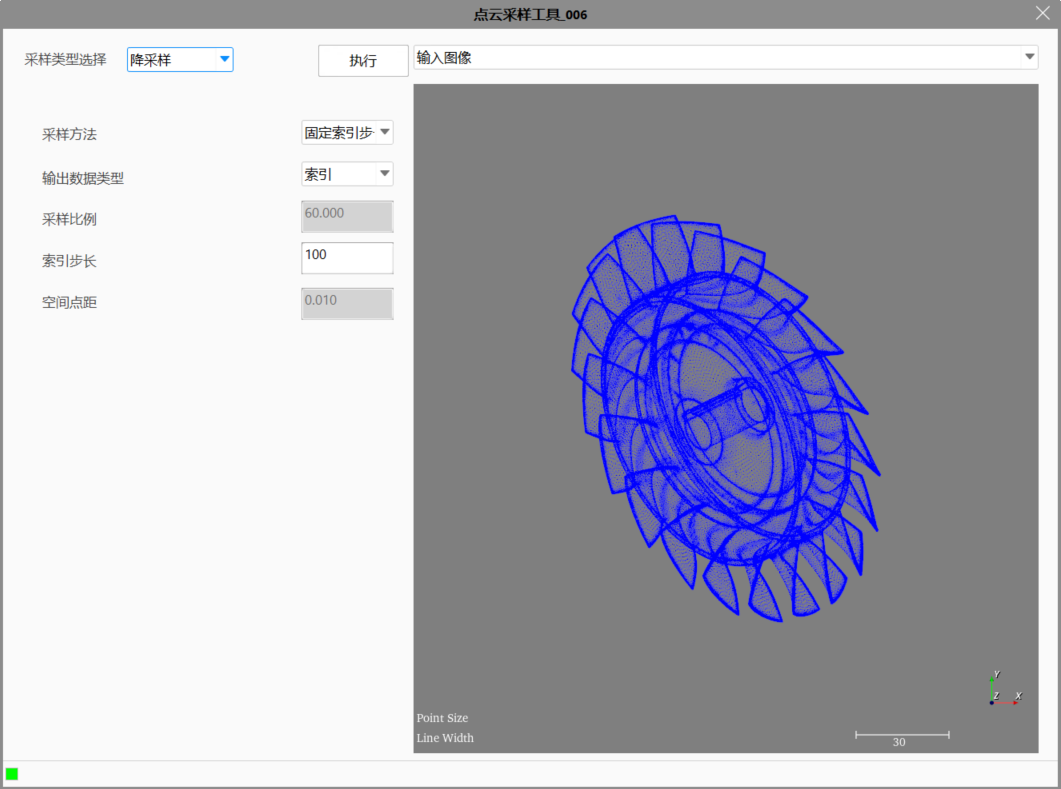 点云采样工具_006
采样类型选择 降采样 执行 输入图像
采样方法 固定索引步
输出数据类型 索引
采样比例 60.000
索引步长 100
空间点距 0.010
Y
Z X
Point Size
Line Width
30